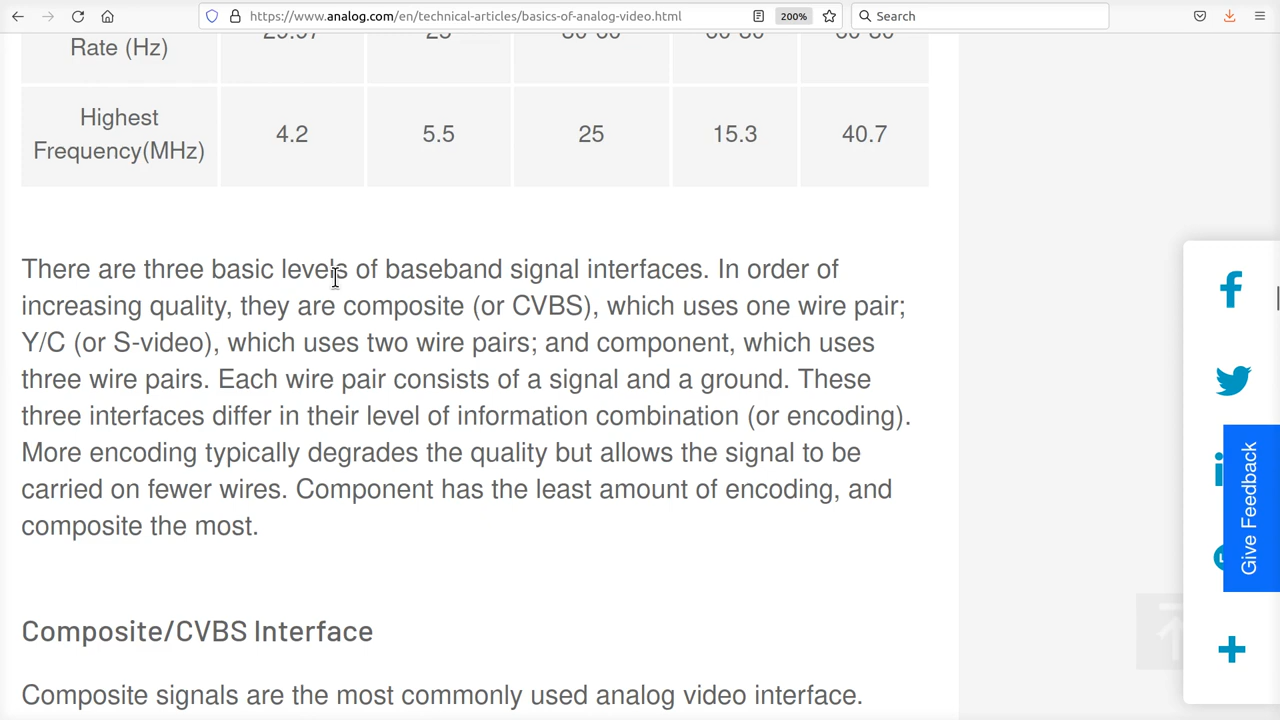 https://www.analog.com/en/technical-articles/basics-of-analog-video.html
200%
Search
Rate (Hz)
Highest
Frequency(MHz)
4.2
5.5
25
15.3
40.7
There are three basic levels of baseband signal interfaces. In order of
increasing quality, they are composite (or CVBS), which uses one wire pair;
Y/C (or S-video), which uses two wire pairs; and component, which uses
three wire pairs. Each wire pair consists of a signal and a ground. These
three interfaces differ in their level of information combination (or encoding).
More encoding typically degrades the quality but allows the signal to be
carried on fewer wires. Component has the least amount of encoding, and
composite the most.
Give Feedback
Composite/CVBS Interface
Composite signals are the most commonly used analog video interface.